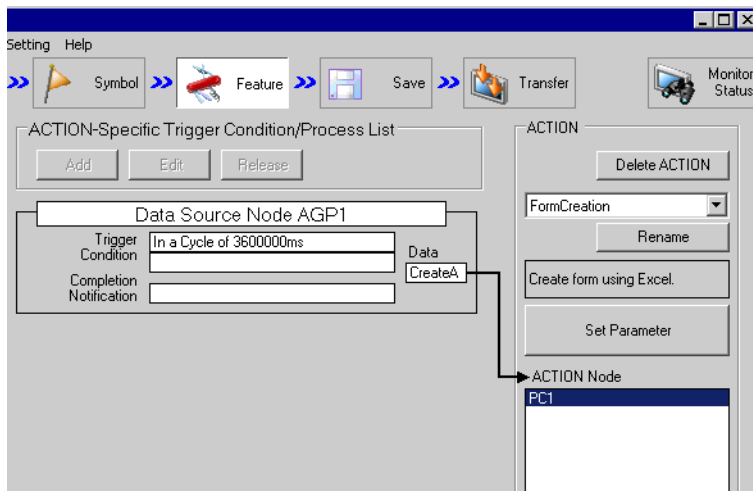 Setting Help
Symbol Feature Save Transfer Monitor
Status
ACTION-Specific Trigger Condition/Process List
Add Edit Release
Data Source Node AGP1
Trigger
Condition
In a Cycle of 3600000ms
Completion
Notification
Data
CreateA
ACTION
Delete ACTION
FormCreation
Rename
Create form using Excel.
Set Parameter
ACTION Node
PC1